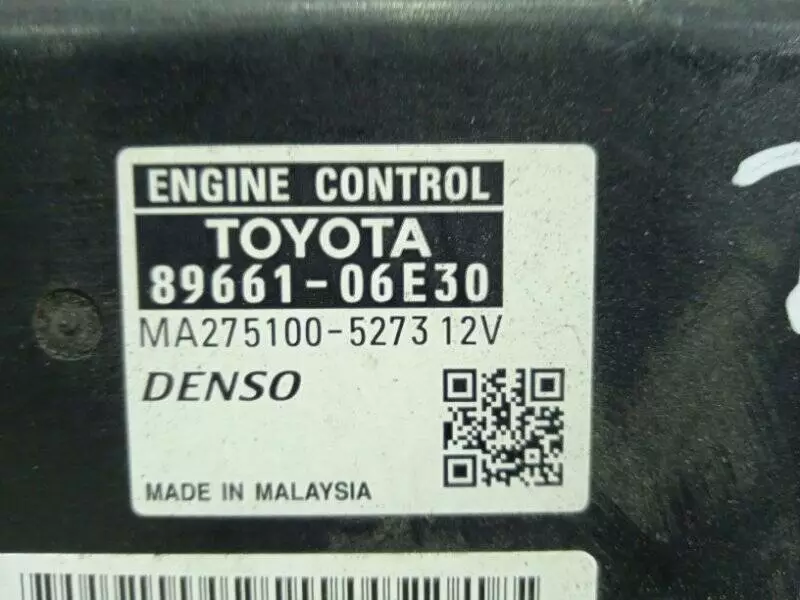 ENGINE CONTROL
TOYOTA
89661-06E30
MA275100-5273 12V
DENSO
MADE IN MALAYSIA